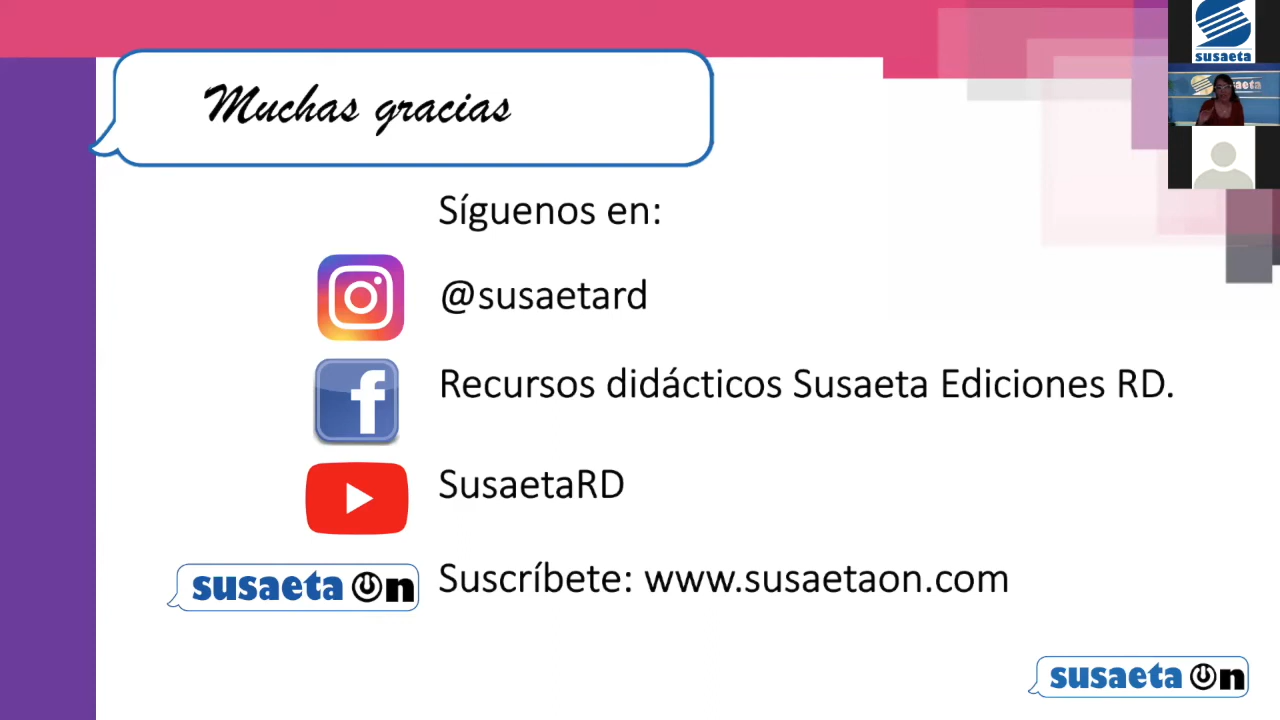 Muchas gracias
Síguenos en:
@susaetard
Recursos didácticos Susaeta Ediciones RD.
SusaetaRD
susaeta On
Suscríbete: www.susaetaon.com
susaeta On
susaeta